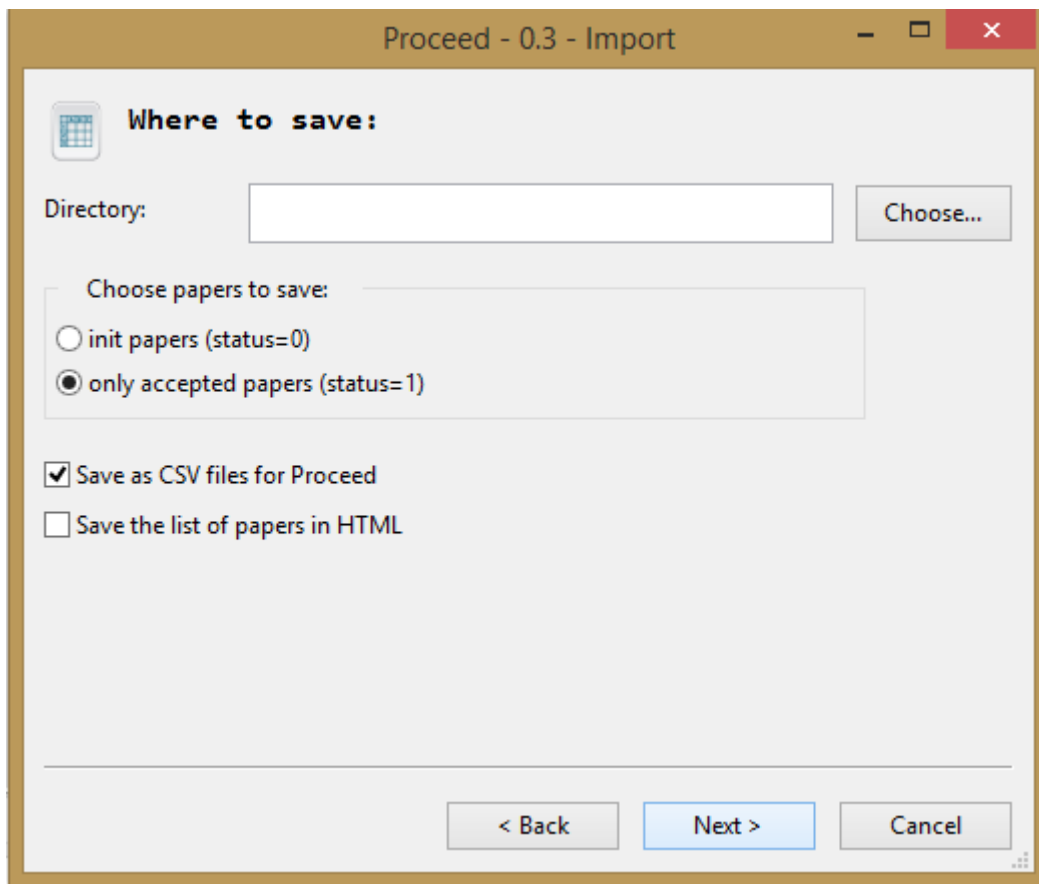 Proceed - 0.3 - Import
Where to save:
Directory:
Choose...
Choose papers to save:
init papers (status=0)
only accepted papers (status=1)
Save as CSV files for Proceed
Save the list of papers in HTML
< Back
Next >
Cancel